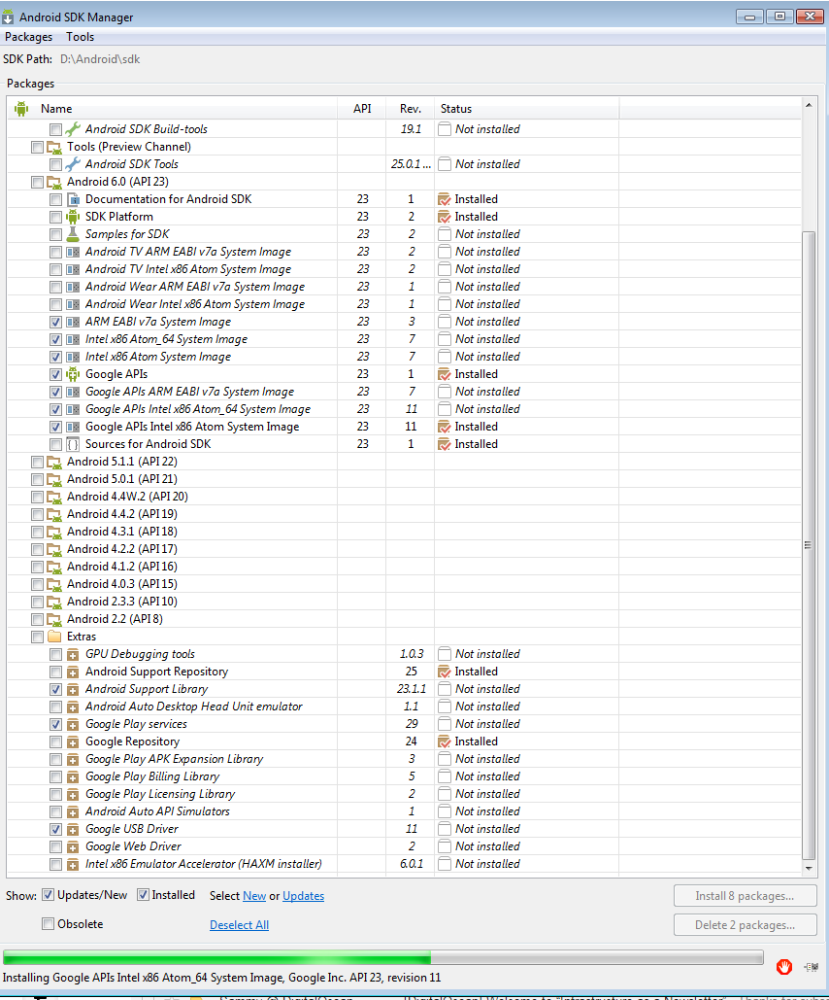 Android SDK Manager
Packages Tools
SDK Path: D:\Android\sdk
Packages
Name API Rev. Status
Android SDK Build-tools 19.1 Not installed
Tools (Preview Channel)
Android SDK Tools 25.0.1 ... Not installed
Android 6.0 (API 23)
Documentation for Android SDK 23 1 Installed
SDK Platform 23 2 Installed
Samples for SDK 23 2 Not installed
Android TV ARM EABI v7a System Image 23 2 Not installed
Android TV Intel x86 Atom System Image 23 2 Not installed
Android Wear ARM EABI v7a System Image 23 1 Not installed
Android Wear Intel x86 Atom System Image 23 1 Not installed
ARM EABI v7a System Image 23 3 Not installed
Intel x86 Atom_64 System Image 23 7 Not installed
Intel x86 Atom System Image 23 7 Not installed
Google APIs 23 1 Installed
Google APIs ARM EABI v7a System Image 23 7 Not installed
Google APIs Intel x86 Atom_64 System Image 23 11 Not installed
Google APIs Intel x86 Atom System Image 23 11 Installed
Sources for Android SDK 23 1 Installed
Android 5.1.1 (API 22)
Android 5.0.1 (API 21)
Android 4.4W.2 (API 20)
Android 4.4.2 (API 19)
Android 4.3.1 (API 18)
Android 4.2.2 (API 17)
Android 4.1.2 (API 16)
Android 4.0.3 (API 15)
Android 2.3.3 (API 10)
Android 2.2 (API 8)
Extras
GPU Debugging tools 1.0.3 Not installed
Android Support Repository 25 Installed
Android Support Library 23.1.1 Not installed
Android Auto Desktop Head Unit emulator 1.1 Not installed
Google Play services 29 Not installed
Google Repository 24 Installed
Google Play APK Expansion Library 3 Not installed
Google Play Billing Library 5 Not installed
Google Play Licensing Library 2 Not installed
Android Auto API Simulators 1 Not installed
Google USB Driver 11 Not installed
Google Web Driver 2 Not installed
Intel x86 Emulator Accelerator (HAXM installer) 6.0.1 Not installed
Show: Updates/New Installed Select New or Updates Install 8 packages...
Obsolete Deselect All Delete 2 packages...
Installing Google APIs Intel x86 Atom_64 System Image, Google Inc. API 23, revision 11